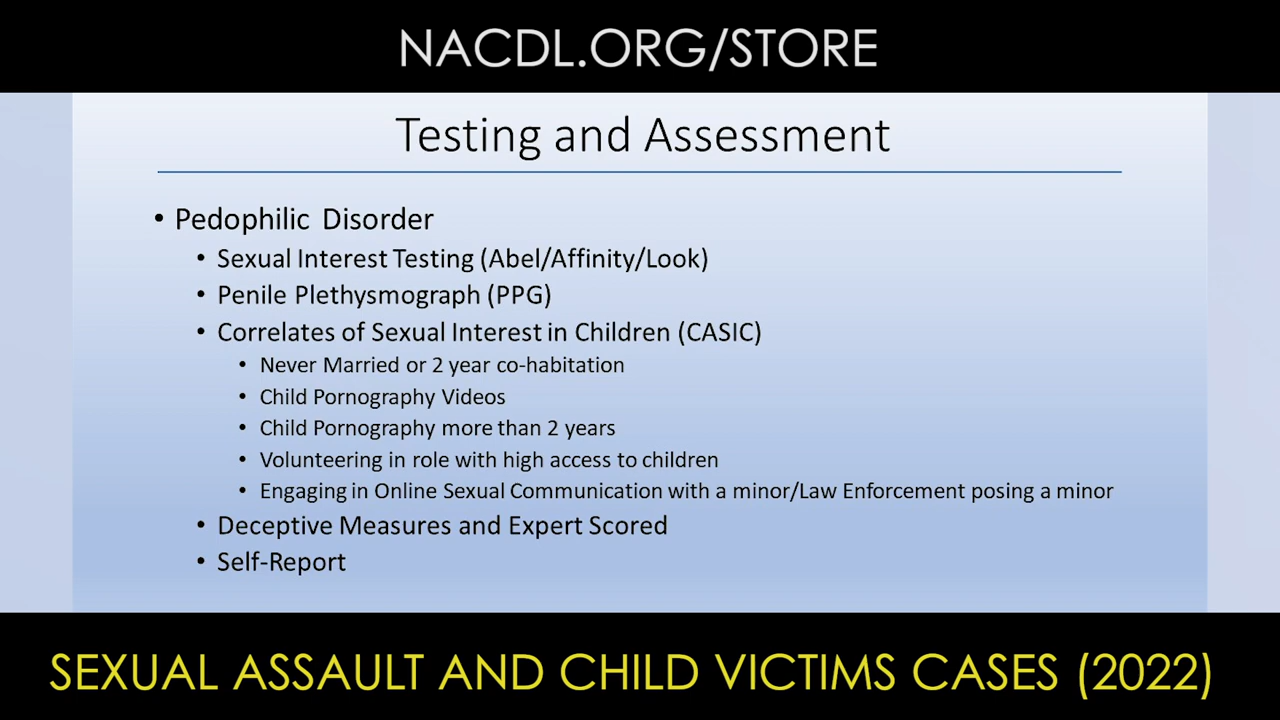 NACDL.ORG/STORE
Testing and Assessment
• Pedophilic Disorder
• Sexual Interest Testing (Abel/Affinity/Look)
• Penile Plethysmograph (PPG)
• Correlates of Sexual Interest in Children (CASIC)
• Never Married or 2 year co-habitation
• Child Pornography Videos
• Child Pornography more than 2 years
• Volunteering in role with high access to children
• Engaging in Online Sexual Communication with a minor/Law Enforcement posing a minor
• Deceptive Measures and Expert Scored
• Self-Report
SEXUAL ASSAULT AND CHILD VICTIMS CASES (2022)